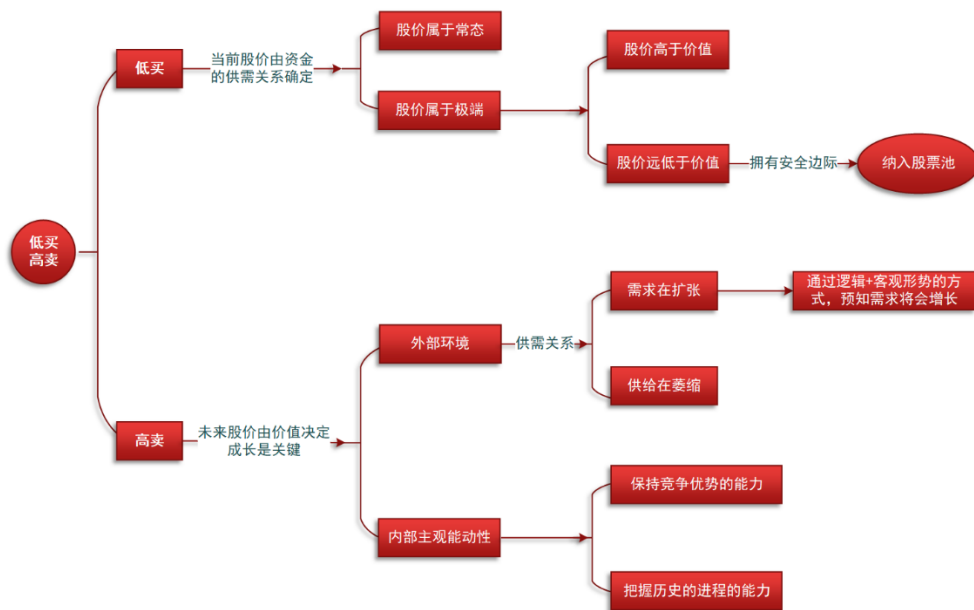 低买
高卖
低买
当前股价由资金
的供需关系确定
股价属于常态
股价属于极端
股价高于价值
股价远低于价值
拥有安全边际
纳入股票池
高卖
未来股价由价值决定
成长是关键
外部环境
供需关系
需求在扩张
通过逻辑+客观形势的方
式，预知需求将会增长
供给在萎缩
内部主观能动性
保持竞争优势的能力
把握历史的进程的能力